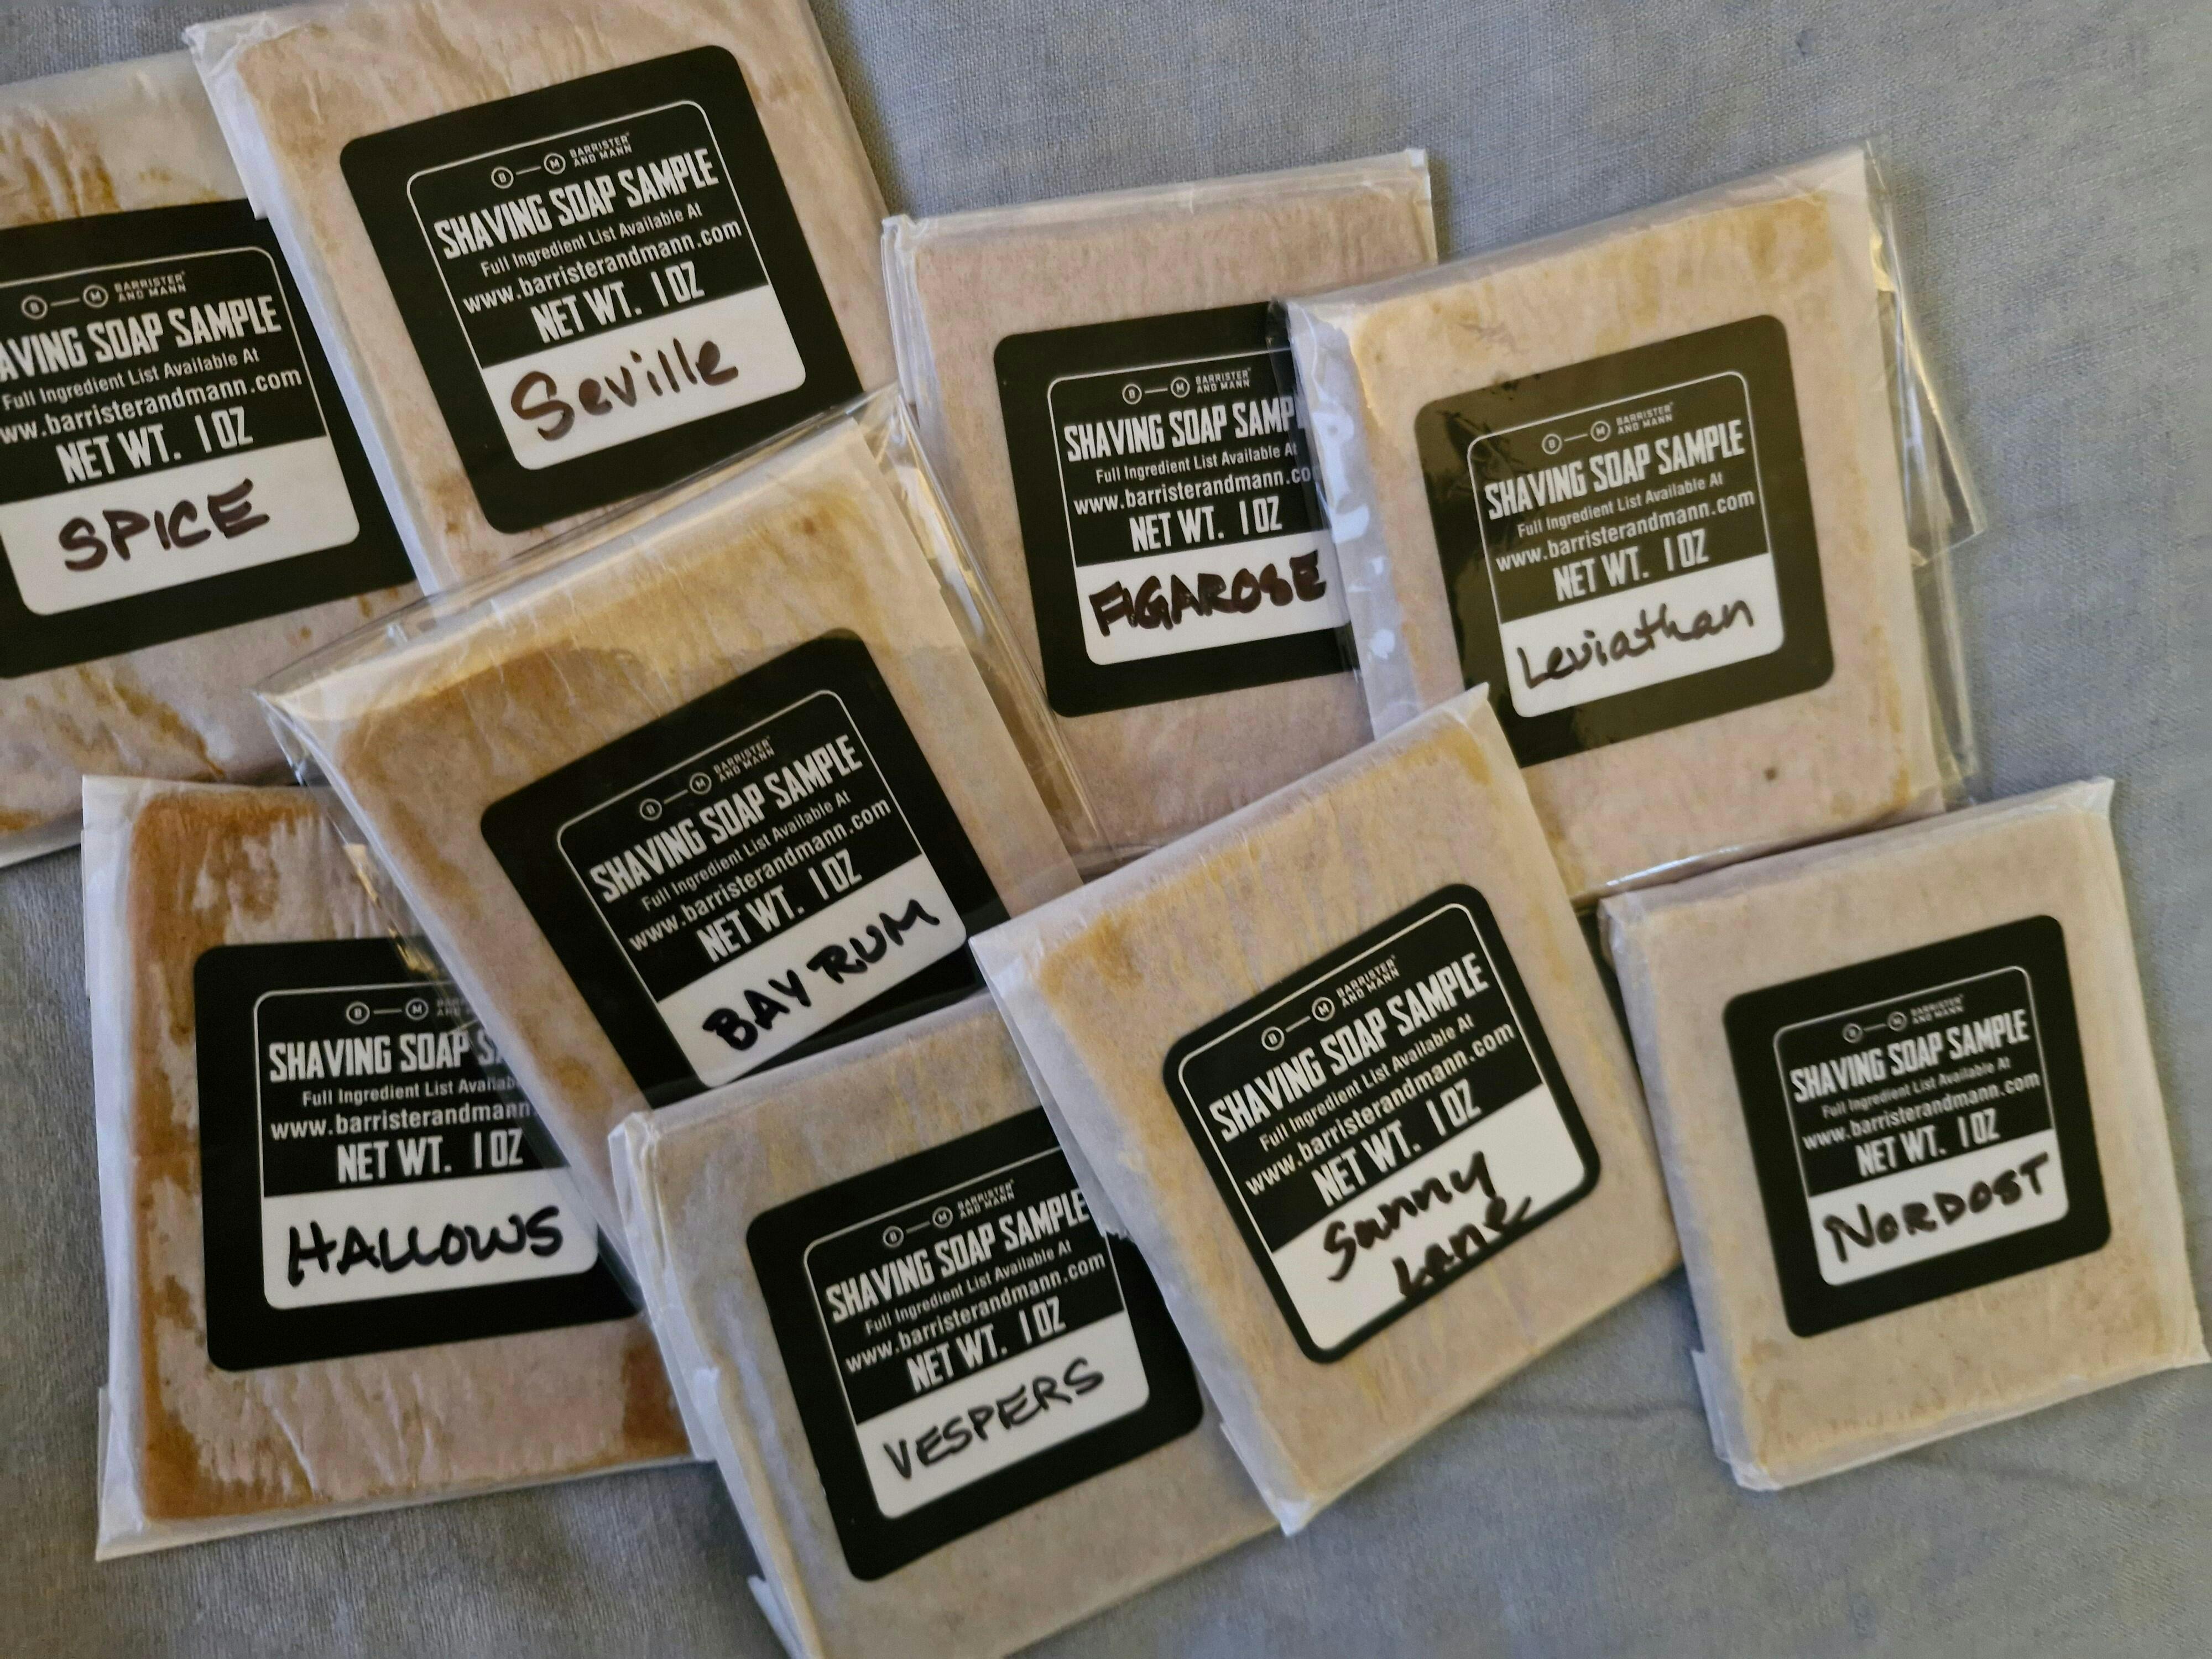 B M BARRISTER
AND MANN
SHAVING SOAP SAMPLE
Full Ingredient List Available At
www.barristerandmann.com
NET WT. 1 OZ
Seville
B M BARRISTER
AND MANN
AVING SOAP SAMPLE
Full Ingredient List Available At
ww.barristerandmann.com
NET WT. 1 OZ
SPICE
B M BARRISTER
AND MANN
SHAVING SOAP SAMP
Full Ingredient List Available At
www.barristerandmann.co
NET WT. 1 OZ
FIGAROSE
B M BARRISTER
AND MANN
SHAVING SOAP SAMPLE
Full Ingredient List Available At
www.barristerandmann.com
NET WT. 1 OZ
Leviathan
B M BARRISTER
AND MANN
SHAVING SOAP SAMPLE
Full Ingredient List Available At
www.barristerandmann.com
NET WT. 1 OZ
BAY RUM
B M
SHAVING SOAP S
Full Ingredient List Availab
www.barristerandmann
NET WT. 1 OZ
HALLOWS
B M BARRISTER
AND MANN
SHAVING SOAP SAMPLE
Full Ingredient List Available At
www.barristerandmann.com
NET WT. 1 OZ
VESPERS
B M BARRISTER
AND MANN
SHAVING SOAP SAMPLE
Full Ingredient List Available At
www.barristerandmann.com
NET WT. 1 OZ
Sunny
Lane
B M BARRISTER
AND MANN
SHAVING SOAP SAMPLE
Full Ingredient List Available At
www.barristerandmann.com
NET WT. 1 OZ
NORDOST